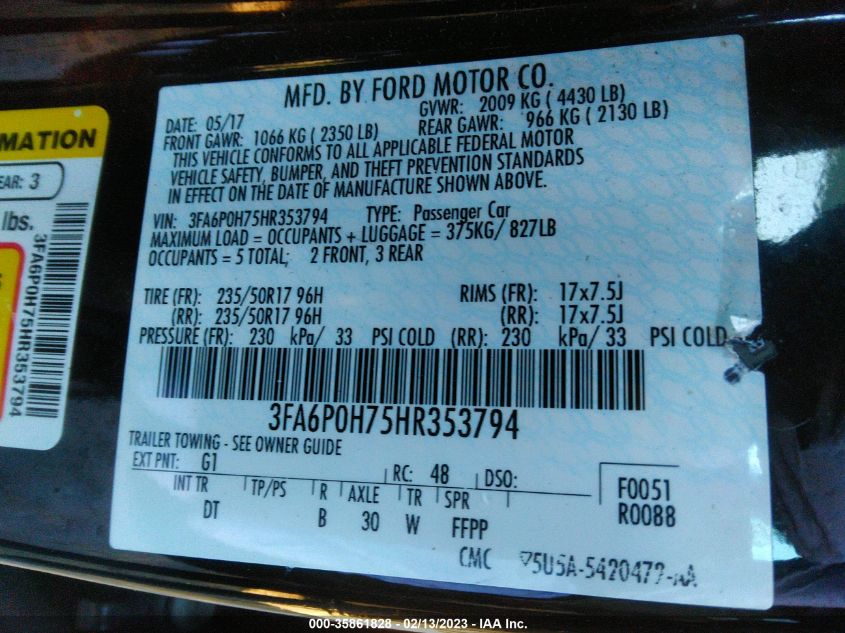 MFD. BY FORD MOTOR CO.
DATE: 05/17 GVWR: 2009 KG ( 4430 LB)
FRONT GAWR: 1066 KG ( 2350 LB) REAR GAWR: 966 KG ( 2130 LB)
THIS VEHICLE CONFORMS TO ALL APPLICABLE FEDERAL MOTOR
VEHICLE SAFETY, BUMPER, AND THEFT PREVENTION STANDARDS
IN EFFECT ON THE DATE OF MANUFACTURE SHOWN ABOVE.
VIN: 3FA6P0H75HR353794 TYPE: Passenger Car
MAXIMUM LOAD = OCCUPANTS + LUGGAGE = 375KG/ 827LB
OCCUPANTS = 5 TOTAL; 2 FRONT, 3 REAR
TIRE (FR): 235/50R17 96H RIMS (FR): 17x7.5J
(RR): 235/50R17 96H (RR): 17x7.5J
PRESSURE (FR): 230 kPa/ 33 PSI COLD (RR): 230 kPa/ 33 PSI COLD
3FA6P0H75HR353794
TRAILER TOWING - SEE OWNER GUIDE
EXT PNT: G1 RC: 48 DSO:
INT TR TP/PS R AXLE TR SPR
DT B 30 W FFPP
F0051
R0088
CMC
MATION
EAR: 3
lbs.
3FA6P0H75HR353794
000-35861828 - 02/13/2023 - IAA Inc.